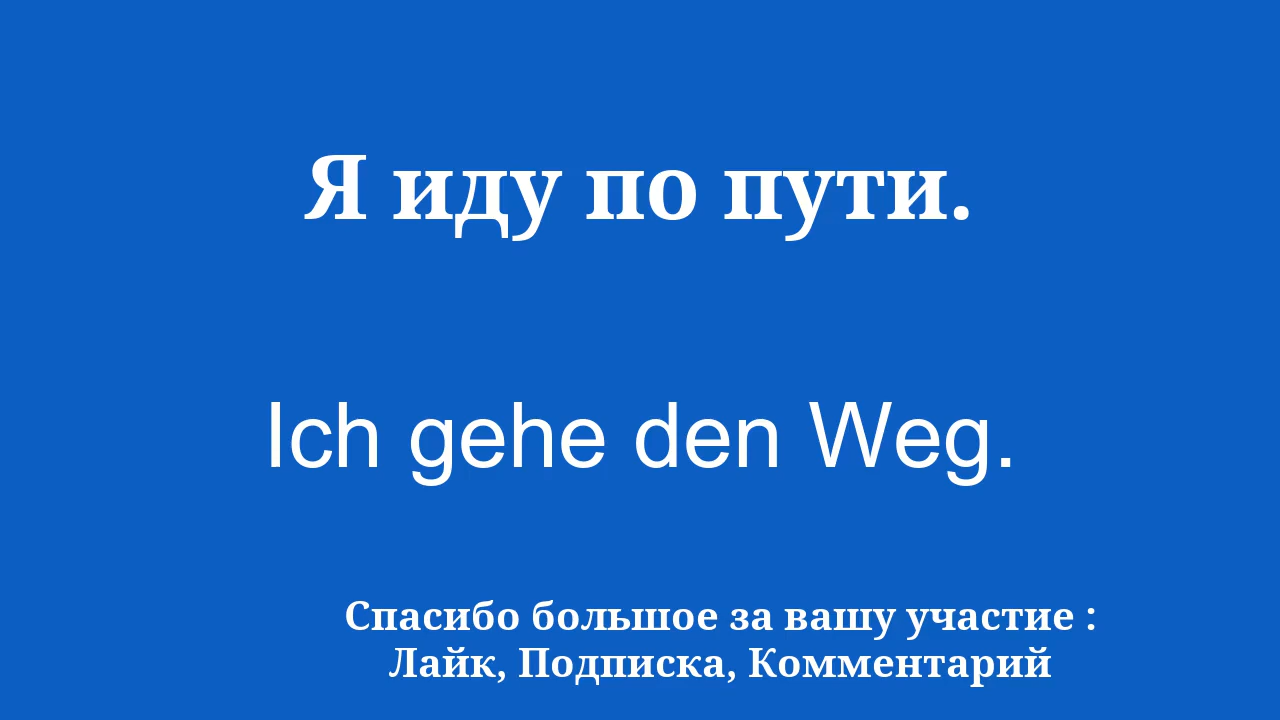 Я иду по пути.
Ich gehe den Weg.
Спасибо большое за вашу участие :
Лайк, Подписка, Комментарий